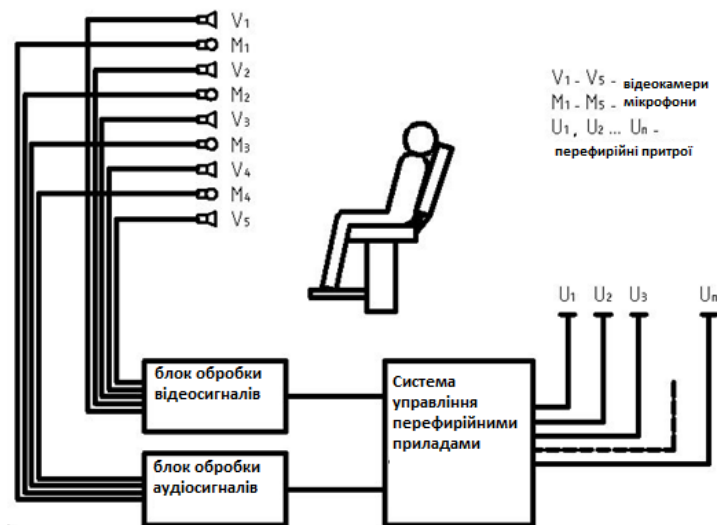 V1
M1
V2
M2
V3
M3
V4
M4
V5
V1 - V5 - відеокамери
M1 - M5 - мікрофони
U1 , U2 ... Un -
перефирійні притрої
U1 U2 U3 Un
блок обробки
відеосигналів
Система
управління
перефирійними
приладами
блок обробки
аудіосигналів